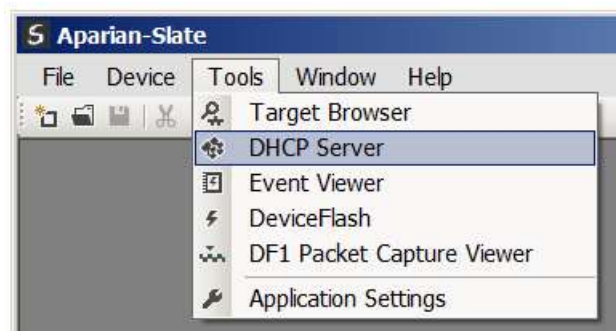 Aparian-Slate
File Device Tools Window Help
Target Browser
DHCP Server
Event Viewer
DeviceFlash
DF1 Packet Capture Viewer
Application Settings